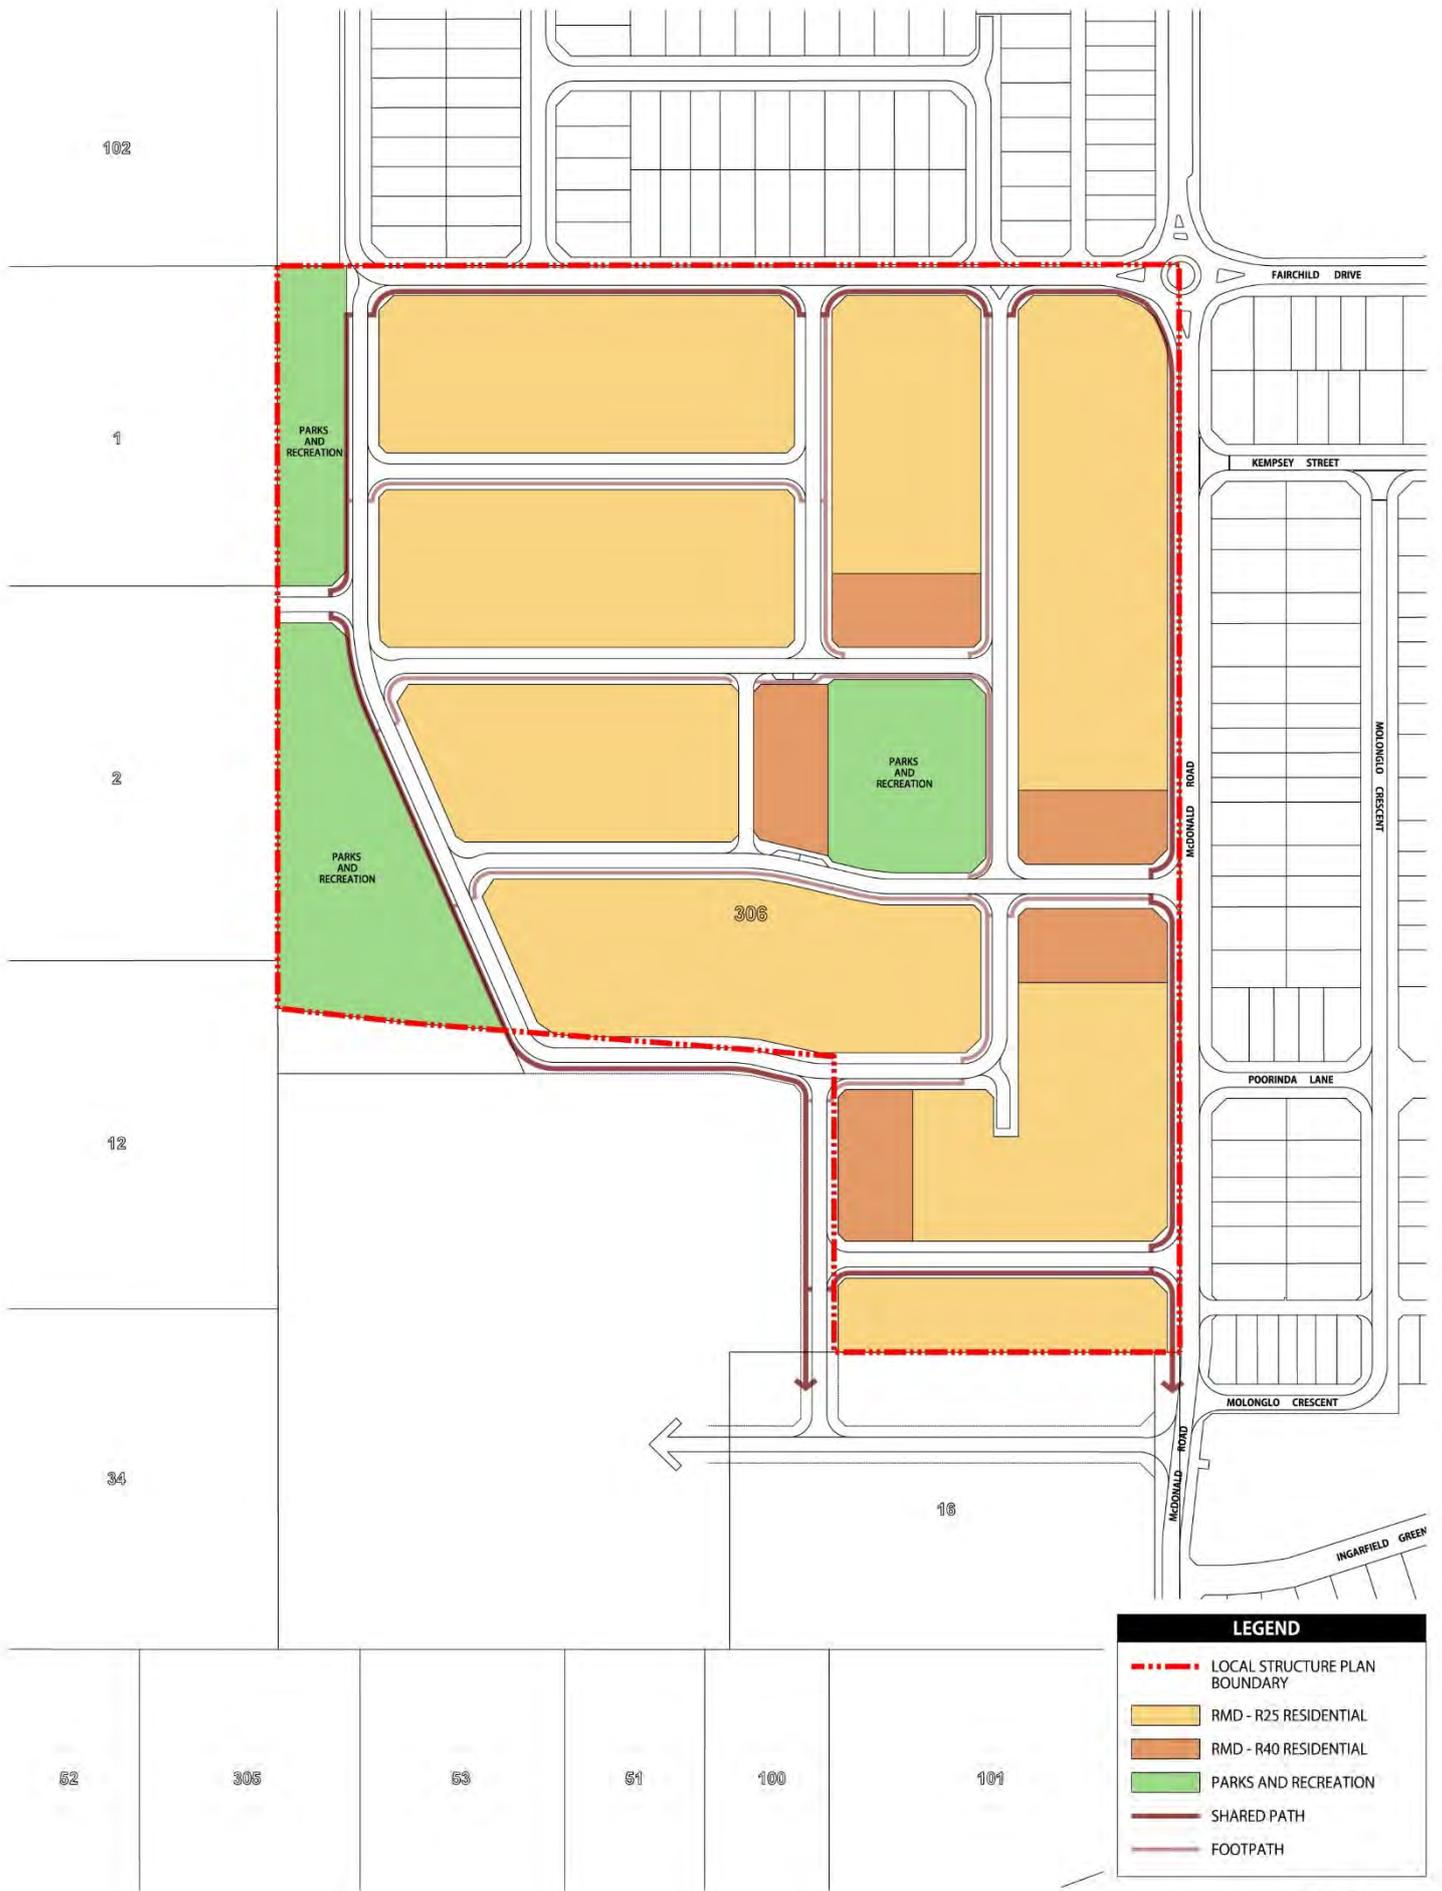 102
FAIRCHILD DRIVE
1
PARKS
AND
RECREATION
KEMPSEY STREET
2
PARKS
AND
RECREATION
McDONALD ROAD
MOLONGLO CRESCENT
PARKS
AND
RECREATION
306
POORINDA LANE
12
MOLONGLO CRESCENT
34
McDONALD ROAD
16
INGARFIELD GREEN
LEGEND
LOCAL STRUCTURE PLAN
BOUNDARY
RMD - R25 RESIDENTIAL
RMD - R40 RESIDENTIAL
PARKS AND RECREATION
SHARED PATH
FOOTPATH
52
305
53
51
100
101